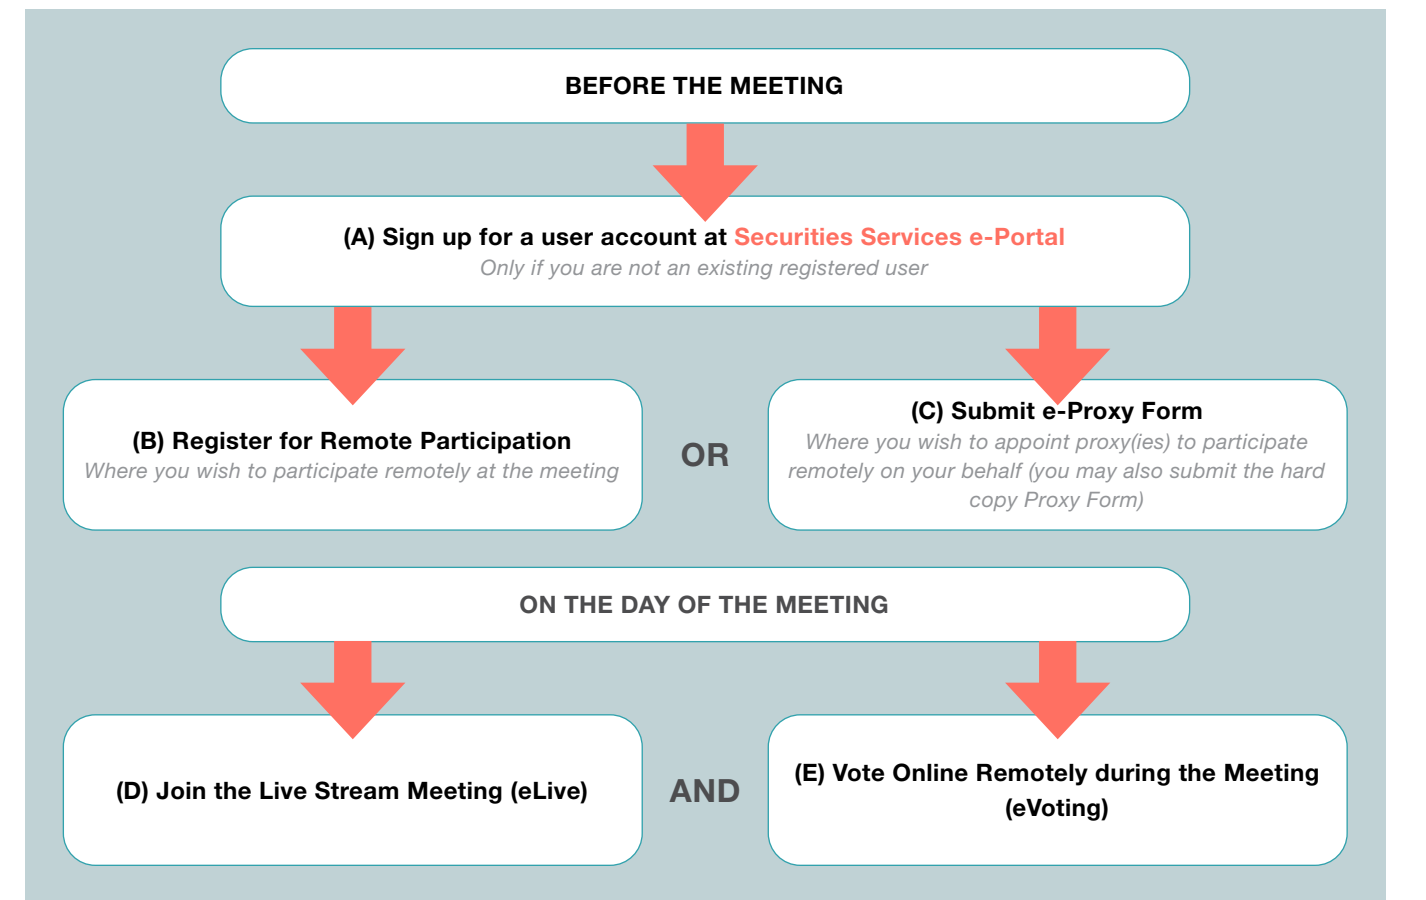 BEFORE THE MEETING
(A) Sign up for a user account at Securities Services e-Portal
Only if you are not an existing registered user
(B) Register for Remote Participation
Where you wish to participate remotely at the meeting
OR
(C) Submit e-Proxy Form
Where you wish to appoint proxy(ies) to participate
remotely on your behalf (you may also submit the hard
copy Proxy Form)
ON THE DAY OF THE MEETING
(D) Join the Live Stream Meeting (eLive)
AND
(E) Vote Online Remotely during the Meeting
(eVoting)